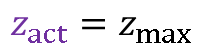 z_act = z_max